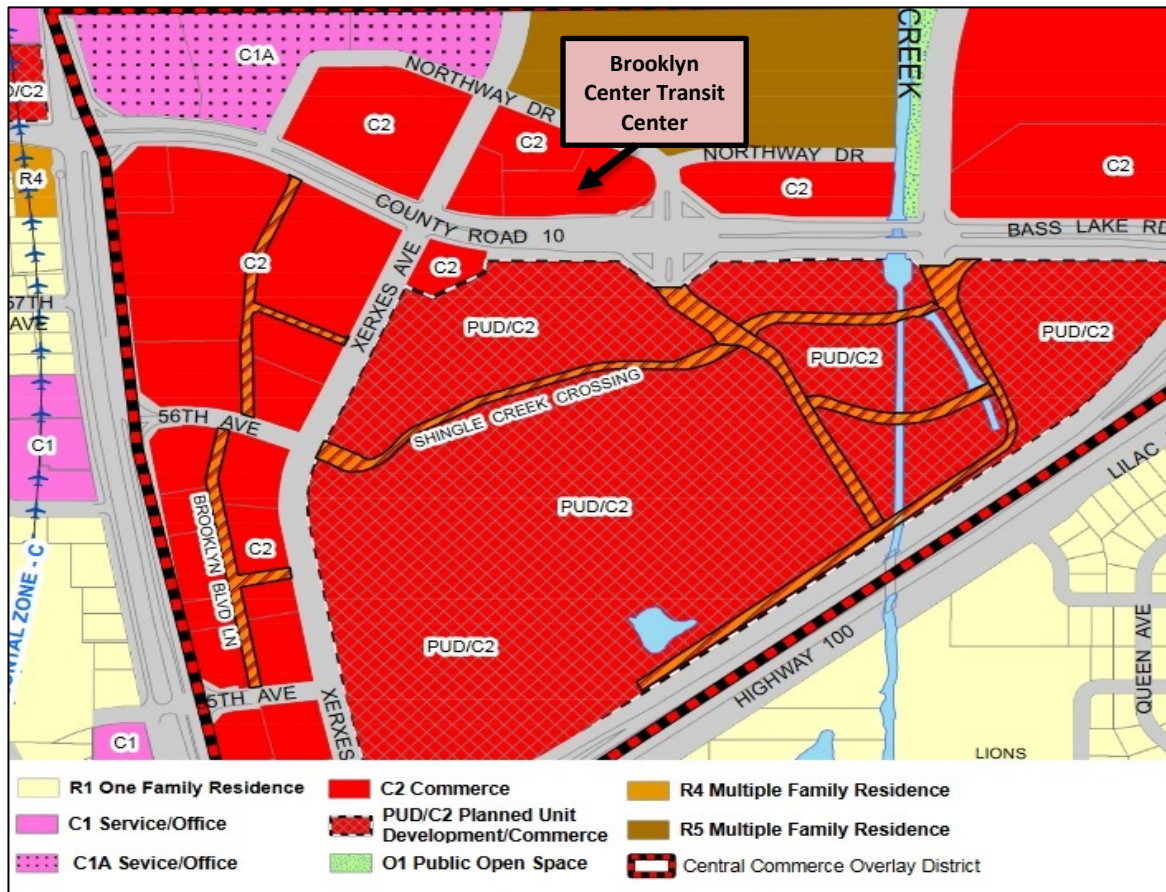 C1A
CREEK
Brooklyn
Center Transit
Center
NORTHWAY DR
D/C2
C2
C2
NORTHWAY DR
R4
C2
C2
COUNTY ROAD 10
BASS LAKE RD
C2
C2
XERXES AVE
57TH
AVE
PUD/C2
PUD/C2
PUD/C2
SHINGLE CREEK CROSSING
56TH AVE
C1
LILAC
PUD/C2
BROOKLYN BLVD LN
C2
ONTAL ZONE - C
PUD/C2
HIGHWAY 100
QUEEN AVE
5TH AVE
XERXES
C1
LIONS
R1 One Family Residence
C2 Commerce
R4 Multiple Family Residence
C1 Service/Office
PUD/C2 Planned Unit
Development/Commerce
R5 Multiple Family Residence
C1A Sevice/Office
O1 Public Open Space
Central Commerce Overlay District